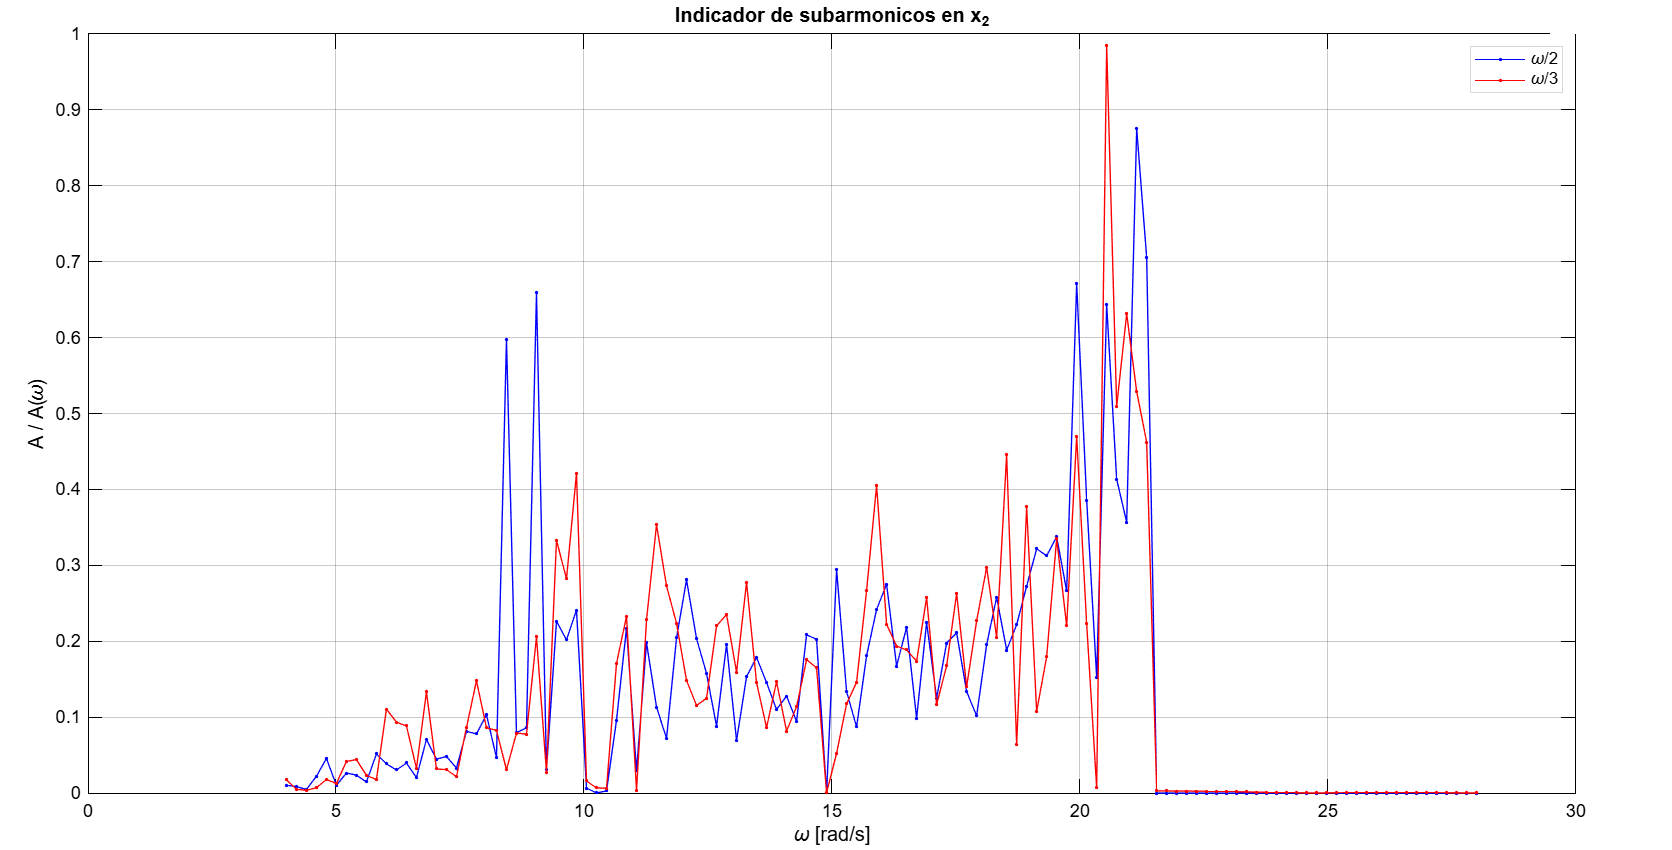 Indicador de subarmonicos en x₂
ω/2
ω/3
1
0.9
0.8
0.7
0.6
0.5
0.4
0.3
0.2
0.1
0
A / A(ω)
0 5 10 15 20 25 30
ω [rad/s]